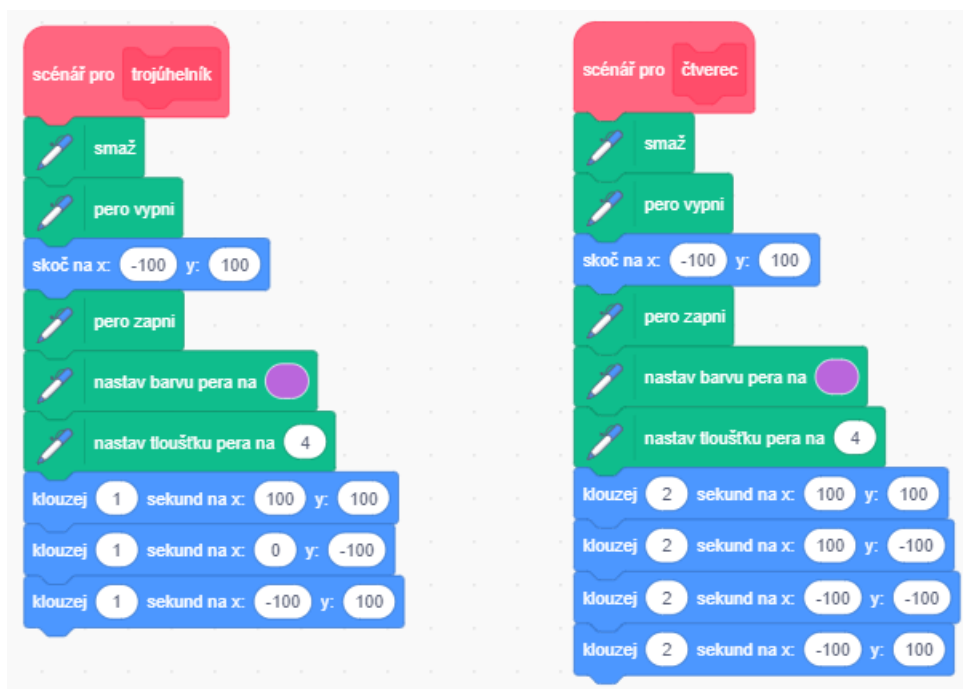 scénář pro trojúhelník
smaž
pero vypni
skoč na x: -100 y: 100
pero zapni
nastav barvu pera na
nastav tloušťku pera na 4
klouzej 1 sekund na x: 100 y: 100
klouzej 1 sekund na x: 0 y: -100
klouzej 1 sekund na x: -100 y: 100
scénář pro čtverec
smaž
pero vypni
skoč na x: -100 y: 100
pero zapni
nastav barvu pera na
nastav tloušťku pera na 4
klouzej 2 sekund na x: 100 y: 100
klouzej 2 sekund na x: 100 y: -100
klouzej 2 sekund na x: -100 y: -100
klouzej 2 sekund na x: -100 y: 100